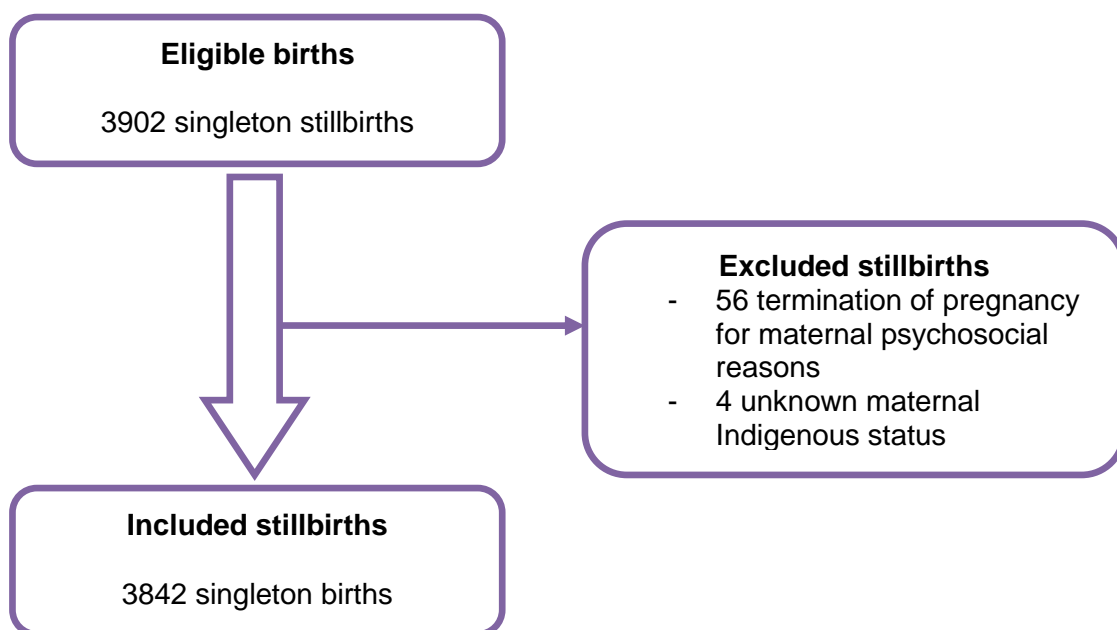 Eligible births
3902 singleton stillbirths
Excluded stillbirths
- 56 termination of pregnancy
for maternal psychosocial
reasons
- 4 unknown maternal
Indigenous status
Included stillbirths
3842 singleton births